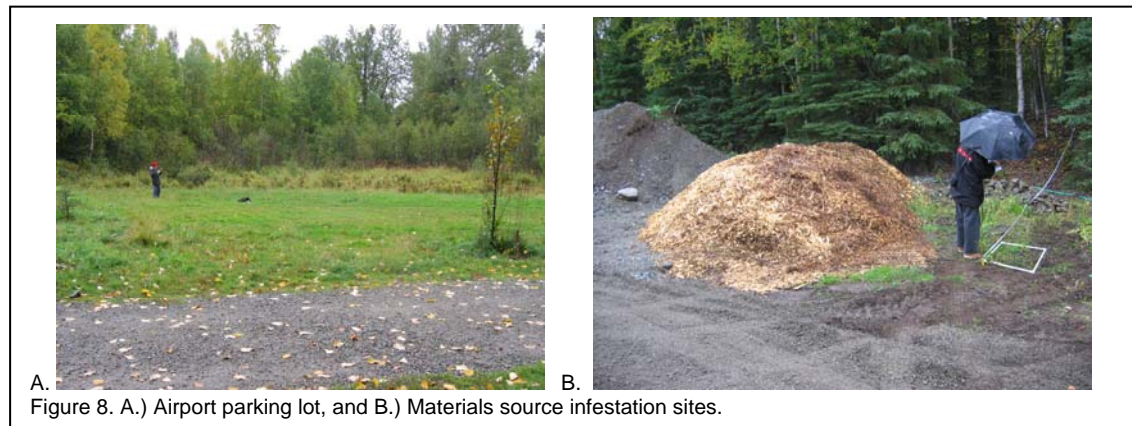 A. B.
Figure 8. A.) Airport parking lot, and B.) Materials source infestation sites.